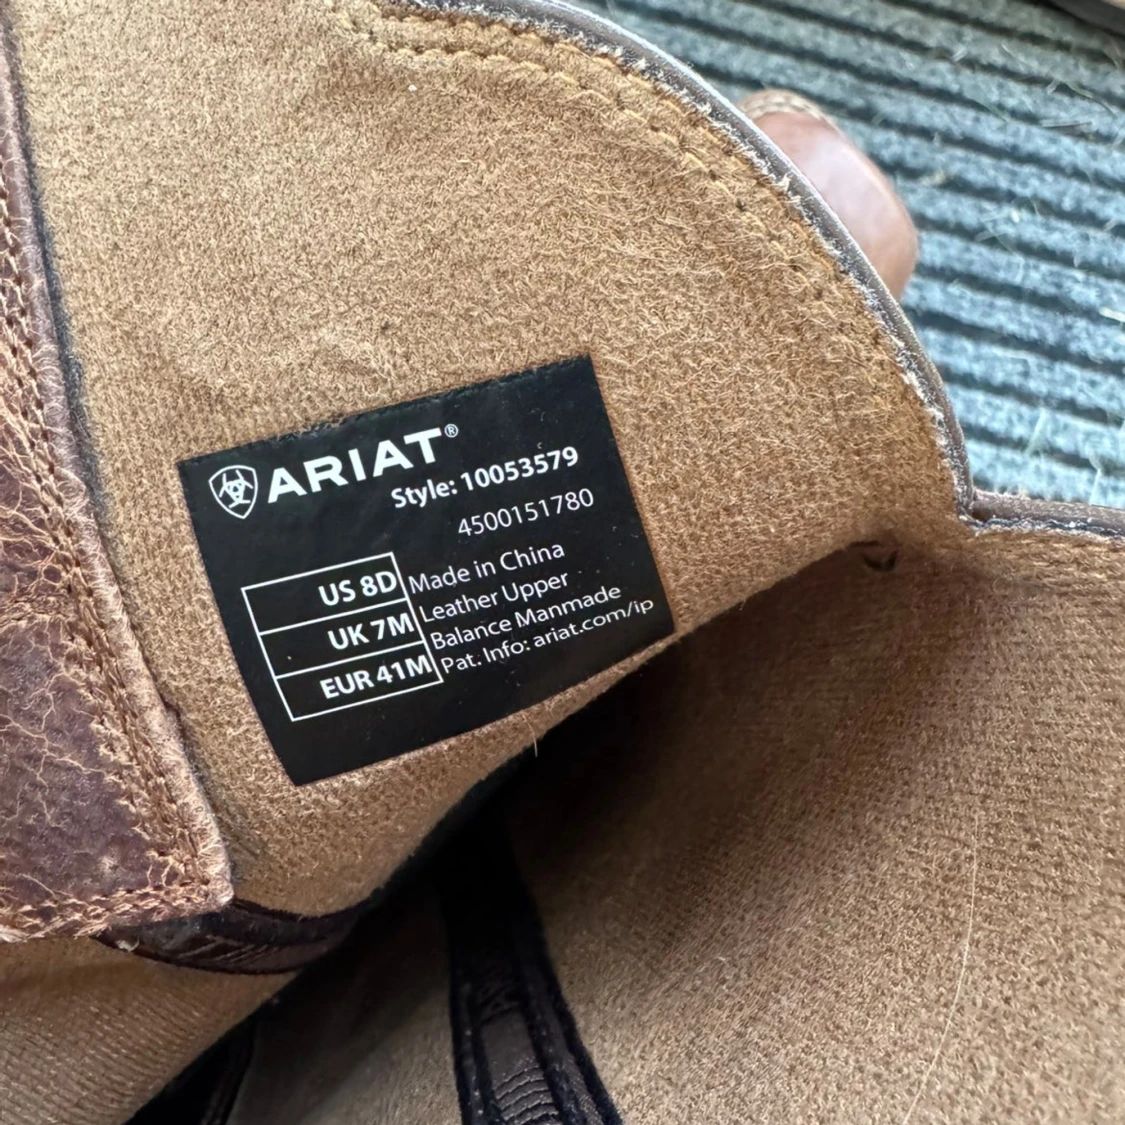 ARIAT®
Style: 10053579
4500151780
US 8D
UK 7M
EUR 41M
Made in China
Leather Upper
Balance Manmade
Pat. Info: ariat.com/ip